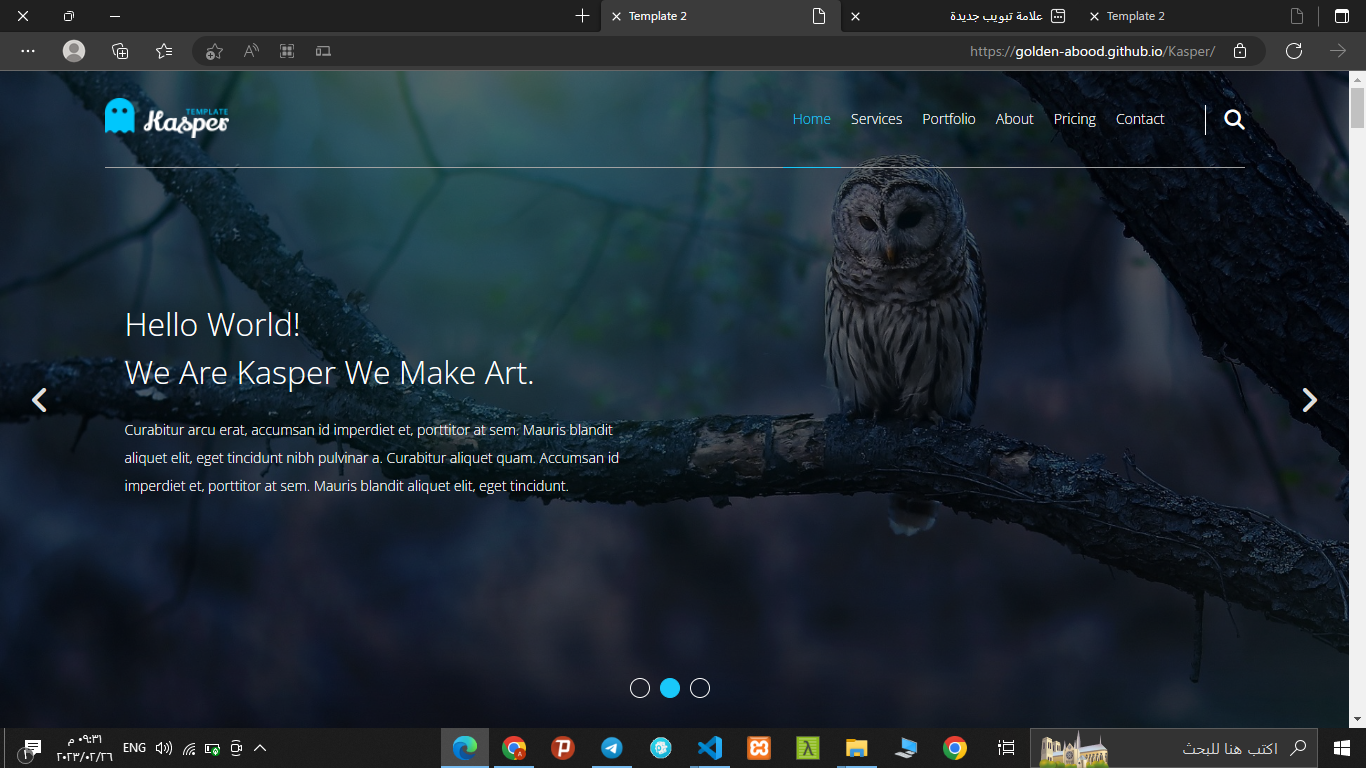 Template 2
علامة تبويب جديدة
Template 2
https://golden-abood.github.io/Kasper/
TEMPLATE
Kasper
Home Services Portfolio About Pricing Contact
Hello World!
We Are Kasper We Make Art.
Curabitur arcu erat, accumsan id imperdiet et, porttitor at sem. Mauris blandit
aliquet elit, eget tincidunt nibh pulvinar a. Curabitur aliquet quam. Accumsan id
imperdiet et, porttitor at sem. Mauris blandit aliquet elit, eget tincidunt.
٠٩:٣١ م
٢٠٢٣/٠٢/٢٦
ENG
اكتب هنا للبحث